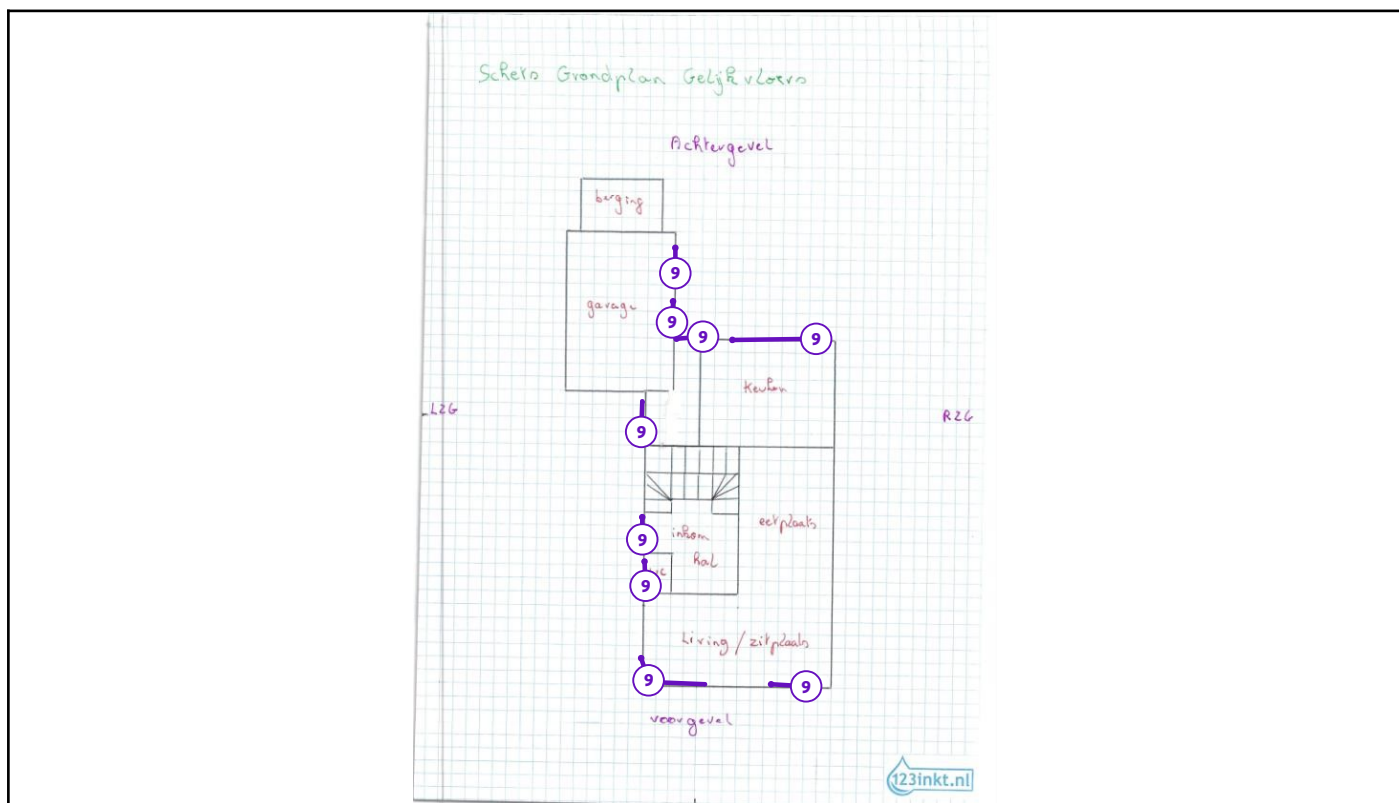 Schets Grondplan Gelijkvloers
Achtergevel
berging
9
garage
9
9
9
keuken
LZG
RZG
9
eetplaats
9
inkom
hal
9
Living / zitplaats
9
9
voorgevel
123inkt.nl